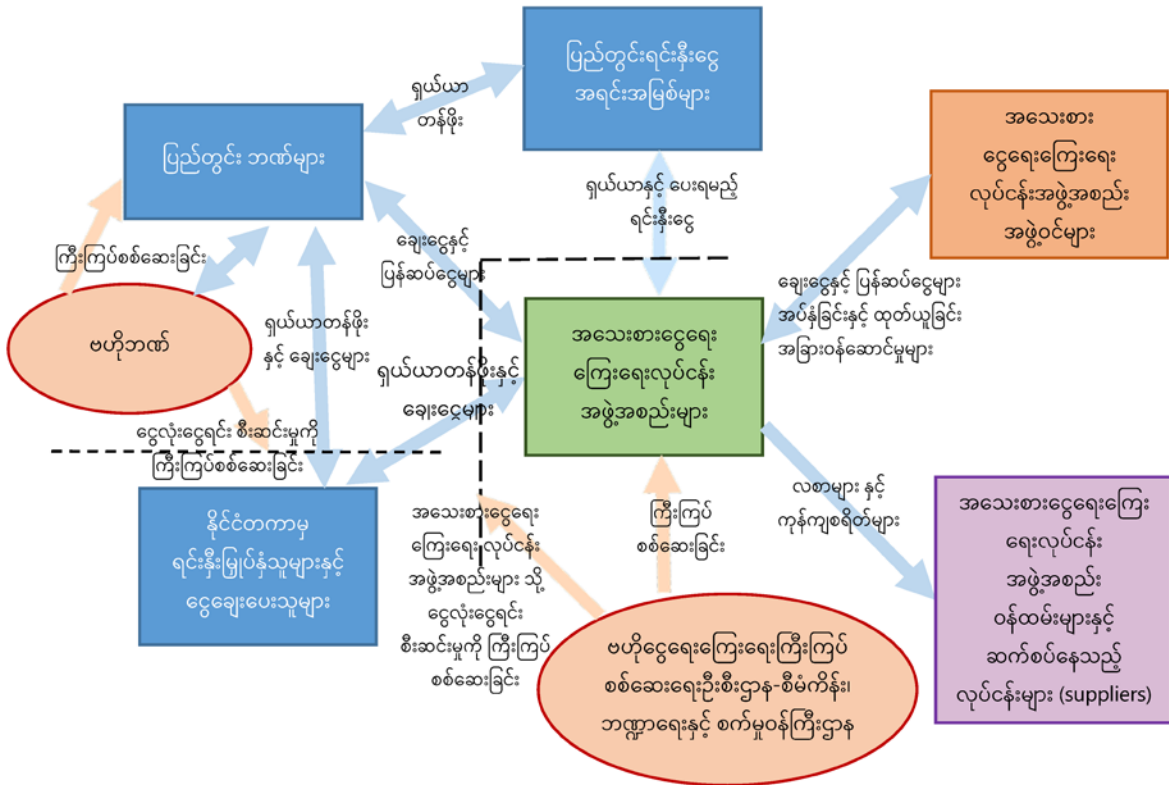 ပြည်တွင်းရင်းနှီးငွေ
အရင်းအမြစ်များ
ရှယ်ယာ
တန်ဖိုး
ပြည်တွင်း ဘဏ်များ
အသေးစား
ငွေရေးကြေးရေး
လုပ်ငန်းအဖွဲ့အစည်း
အဖွဲ့ဝင်များ
ရှယ်ယာနှင့် ပေးရမည့်
ရင်းနှီးငွေ
ကြီးကြပ်စစ်ဆေးခြင်း
ချေးငွေနှင့်
ပြန်ဆပ်ငွေများ
ချေးငွေနှင့် ပြန်ဆပ်ငွေများ
အပ်နှံခြင်းနှင့် ထုတ်ယူခြင်း
အခြားဝန်ဆောင်မှုများ
ဗဟိုဘဏ်
ရှယ်ယာတန်ဖိုး
နှင့် ချေးငွေများ
ရှယ်ယာတန်ဖိုးနှင့်
ချေးငွေများ
အသေးစားငွေရေး
ကြေးရေးလုပ်ငန်း
အဖွဲ့အစည်းများ
ငွေလုံးငွေရင်း စီးဆင်းမှုကို
ကြီးကြပ်စစ်ဆေးခြင်း
နိုင်ငံတကာမှ
ရင်းနှီးမြှုပ်နှံသူများနှင့်
ငွေချေးပေးသူများ
အသေးစားငွေရေး
ကြေးရေး လုပ်ငန်း
အဖွဲ့အစည်းများ သို့
ငွေလုံးငွေရင်း
စီးဆင်းမှုကို ကြီးကြပ်
စစ်ဆေးခြင်း
ကြီးကြပ်
စစ်ဆေးခြင်း
လစာများ နှင့်
ကုန်ကျစရိတ်များ
အသေးစားငွေရေးကြေး
ရေးလုပ်ငန်း
အဖွဲ့အစည်း
ဝန်ထမ်းများနှင့်
ဆက်စပ်နေသည့်
လုပ်ငန်းများ (suppliers)
ဗဟိုငွေရေးကြေးရေးကြီးကြပ်
စစ်ဆေးရေးဦးစီးဌာန-စီမံကိန်း၊
ဘဏ္ဍာရေးနှင့် စက်မှုဝန်ကြီးဌာန